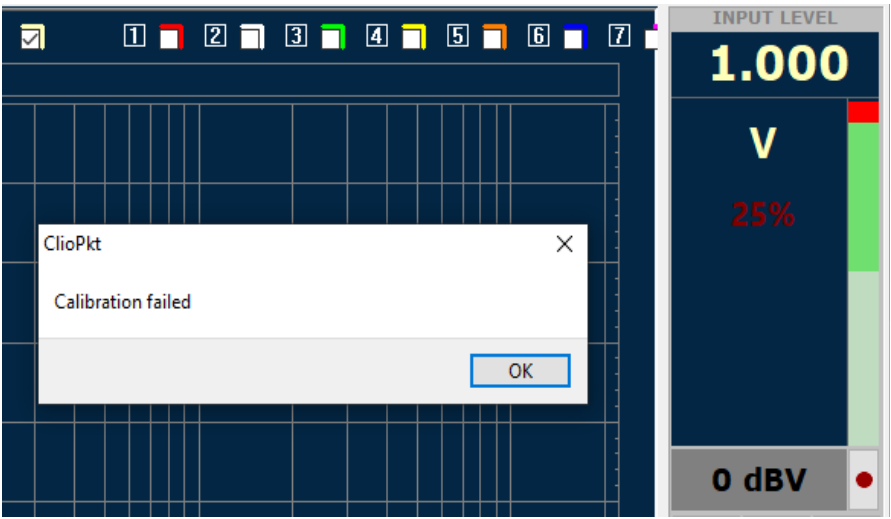 1 2 3 4 5 6 7
INPUT LEVEL
1.000
V
25%
ClioPkt
Calibration failed
OK
0 dBV